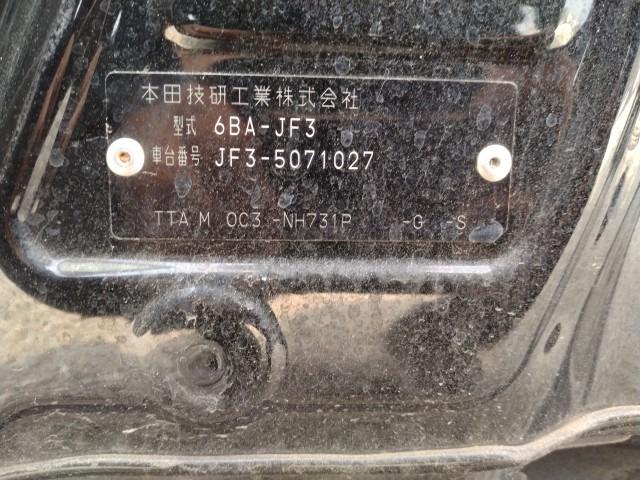 本田技研工業株式会社
型式 6BA-JF3
車台番号 JF3-5071027
TTA M 0C3 -NH731P -G -S